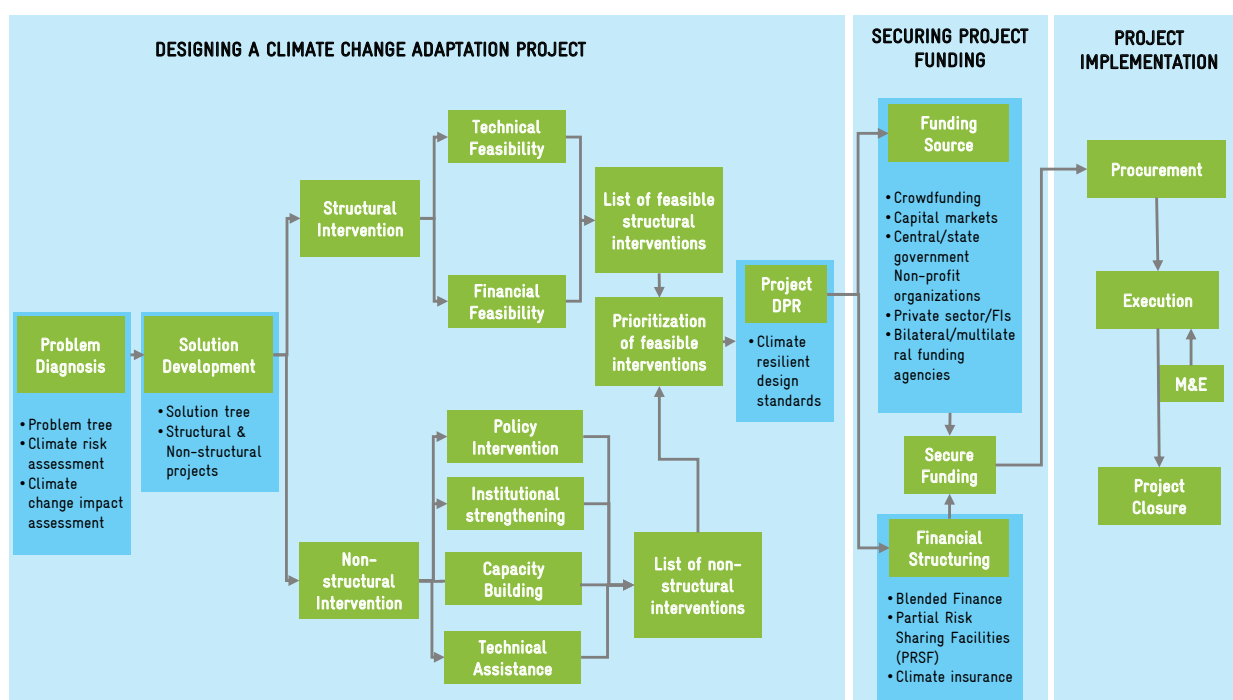 DESIGNING A CLIMATE CHANGE ADAPTATION PROJECT
Problem
Diagnosis
• Problem tree
• Climate risk
assessment
• Climate
change impact
assessment
Solution
Development
• Solution tree
• Structural &
Non-structural
projects
Structural
Intervention
Non-
structural
Intervention
Technical
Feasibility
Financial
Feasibility
Policy
Intervention
Institutional
strengthening
Capacity
Building
Technical
Assistance
List of feasible
structural
interventions
Prioritization
of feasible
interventions
List of non-
structural
interventions
Project
DPR
• Climate
resilient
design
standards
SECURING PROJECT
FUNDING
Funding
Source
• Crowdfunding
• Capital markets
• Central/state
government
Non-profit
organizations
• Private sector/FIs
• Bilateral/multilate
ral funding
agencies
Secure
Funding
Financial
Structuring
• Blended Finance
• Partial Risk
Sharing Facilities
(PRSF)
• Climate insurance
PROJECT
IMPLEMENTATION
Procurement
Execution
M&E
Project
Closure